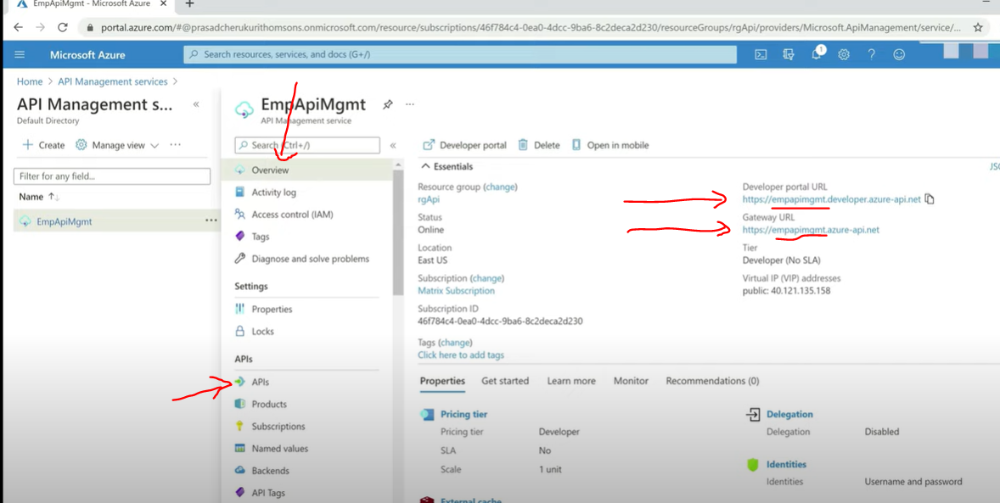 EmpApiMgmt - Microsoft Azure
portal.azure.com/#@prasadcherukurithomsons.onmicrosoft.com/resource/subscriptions/46f784c4-0ea0-4dcc-9ba6-8c2deca2d230/resourceGroups/rgApi/providers/Microsoft.ApiManagement/service/...
Microsoft Azure
Search resources, services, and docs (G+/)
1
Home > API Management services >
API Management s...
Default Directory
Create
Manage view
Filter for any field...
Name
EmpApiMgmt
EmpApiMgmt
API Management service
Search (Ctrl+/)
Overview
Activity log
Access control (IAM)
Tags
Diagnose and solve problems
Settings
Properties
Locks
APIs
APIs
Products
Subscriptions
Named values
Backends
API Tags
Developer portal
Delete
Open in mobile
Essentials
Resource group (change)
rgApi
Status
Online
Location
East US
Subscription (change)
Matrix Subscription
Subscription ID
46f784c4-0ea0-4dcc-9ba6-8c2deca2d230
Tags (change)
Click here to add tags
Developer portal URL
https://empapimgmt.developer.azure-api.net
Gateway URL
https://empapimgmt.azure-api.net
Tier
Developer (No SLA)
Virtual IP (VIP) addresses
public: 40.121.135.158
Properties
Get started
Learn more
Monitor
Recommendations (0)
Pricing tier
Pricing tier Developer
SLA No
Scale 1 unit
External cache
Delegation
Delegation Disabled
Identities
Identities Username and password